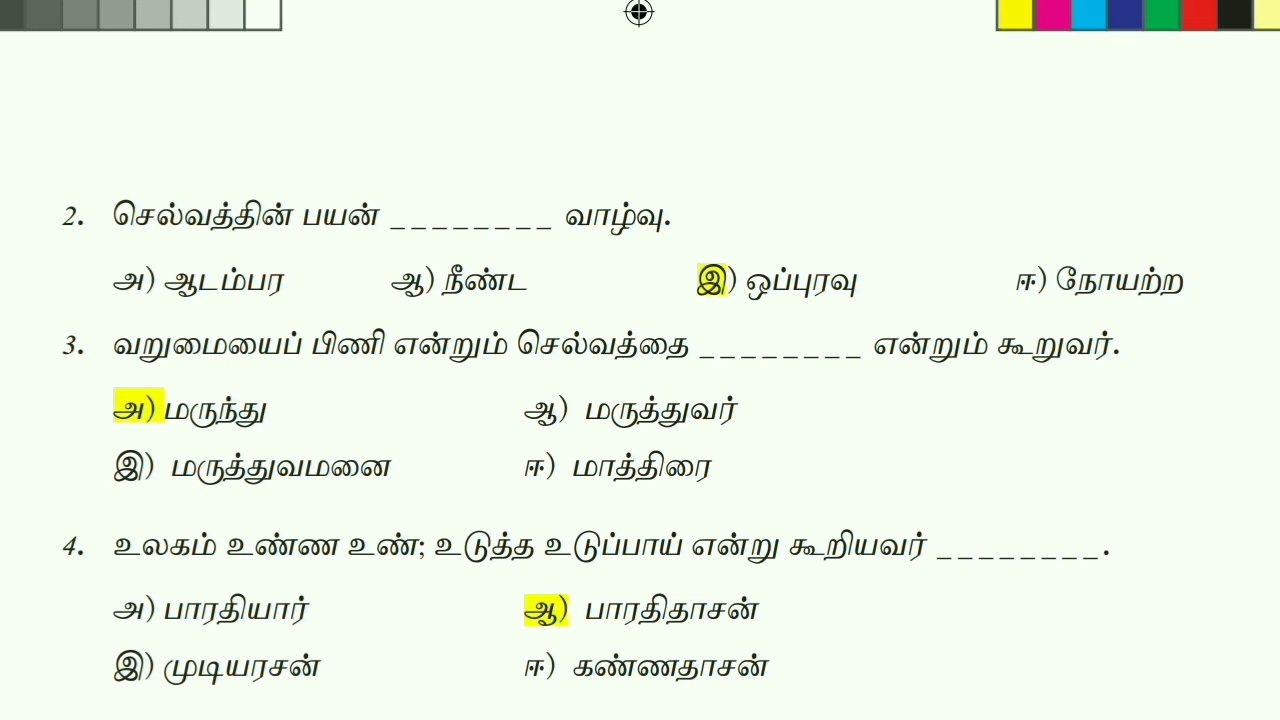 2. செல்வத்தின் பயன் ________ வாழ்வு.
அ) ஆடம்பர ஆ) நீண்ட இ) ஒப்புரவு ஈ) நோயற்ற
3. வறுமையைப் பிணி என்றும் செல்வத்தை ________ என்றும் கூறுவர்.
அ) மருந்து ஆ) மருத்துவர்
இ) மருத்துவமனை ஈ) மாத்திரை
4. உலகம் உண்ண உண்; உடுத்த உடுப்பாய் என்று கூறியவர் ________.
அ) பாரதியார் ஆ) பாரதிதாசன்
இ) முடியரசன் ஈ) கண்ணதாசன்